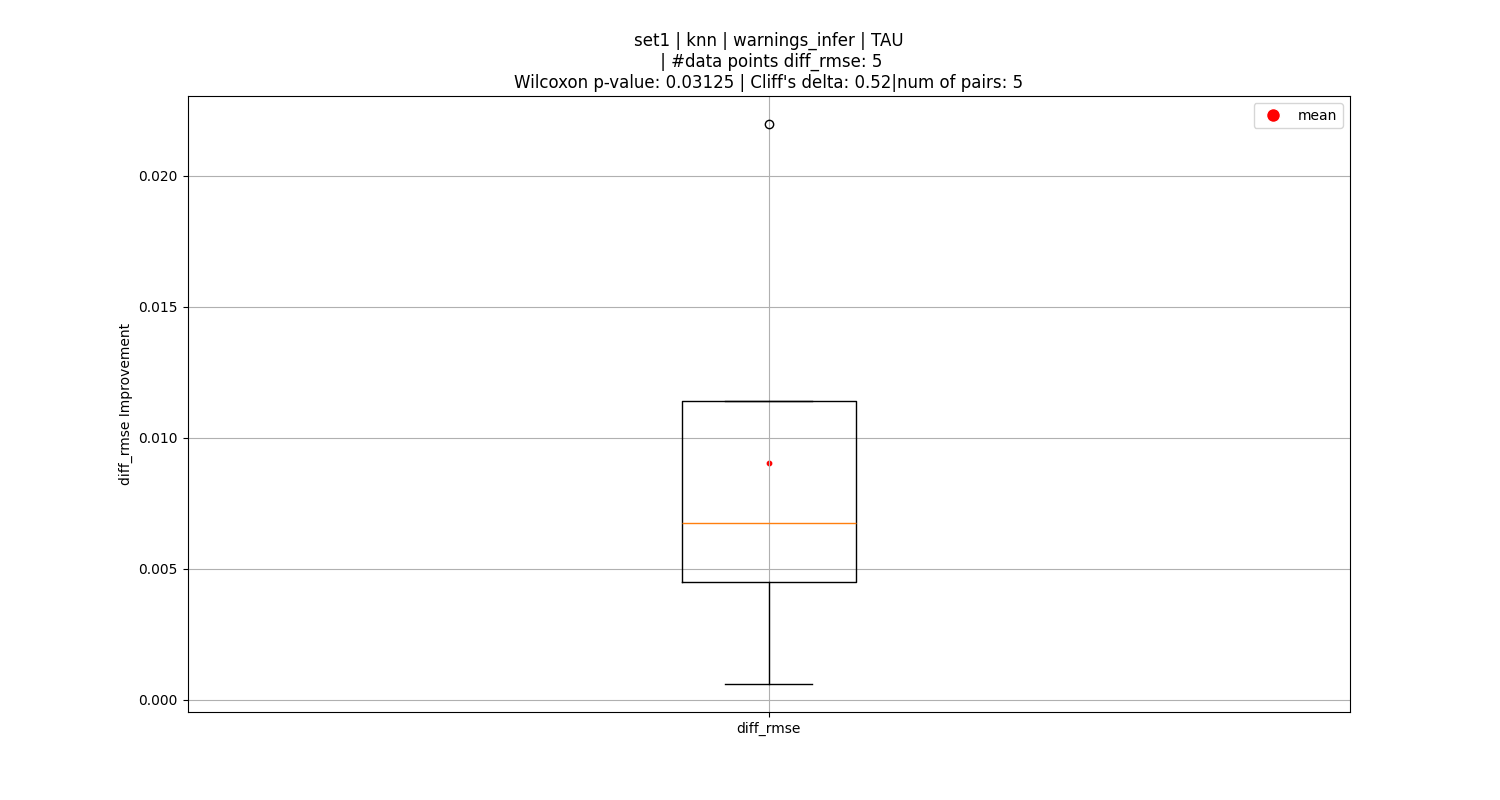 set1 | knn | warnings_infer | TAU
| #data points diff_rmse: 5
Wilcoxon p-value: 0.03125 | Cliff's delta: 0.52|num of pairs: 5
mean
0.020
0.015
0.010
0.005
0.000
diff_rmse Improvement
diff_rmse